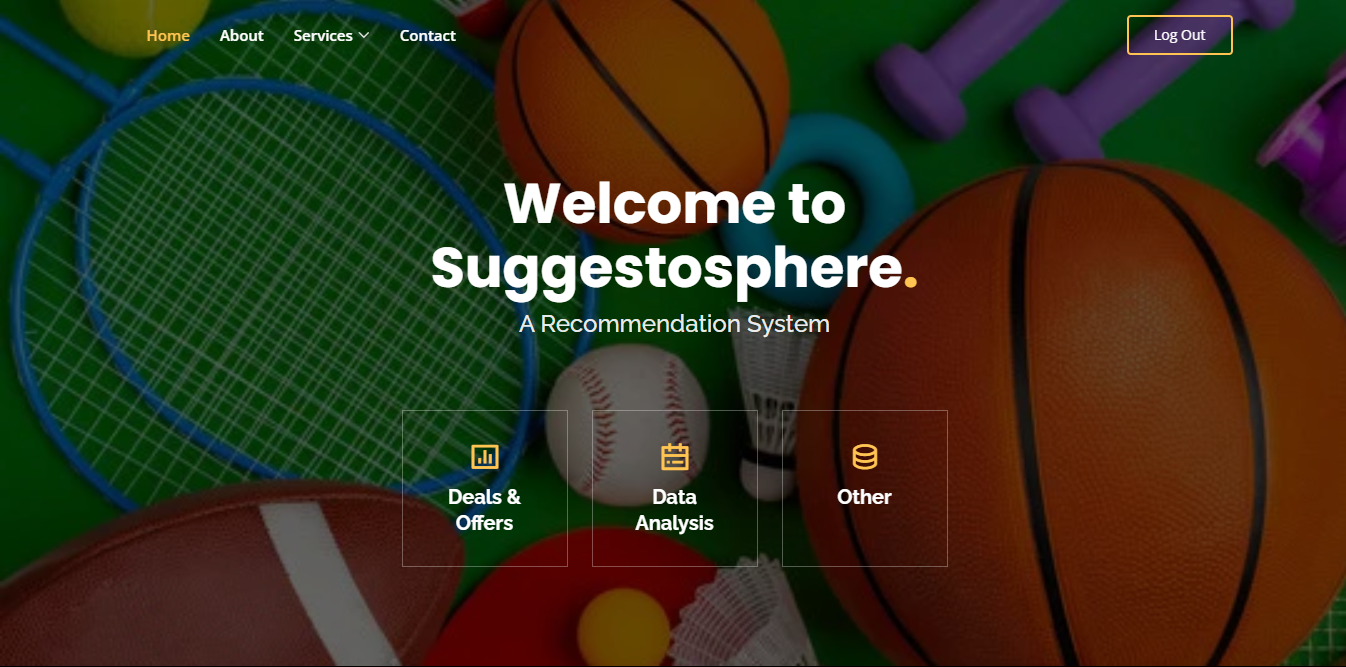 Home About Services Contact Log Out
Welcome to
Suggestosphere.
A Recommendation System
Deals &
Offers
Data
Analysis
Other